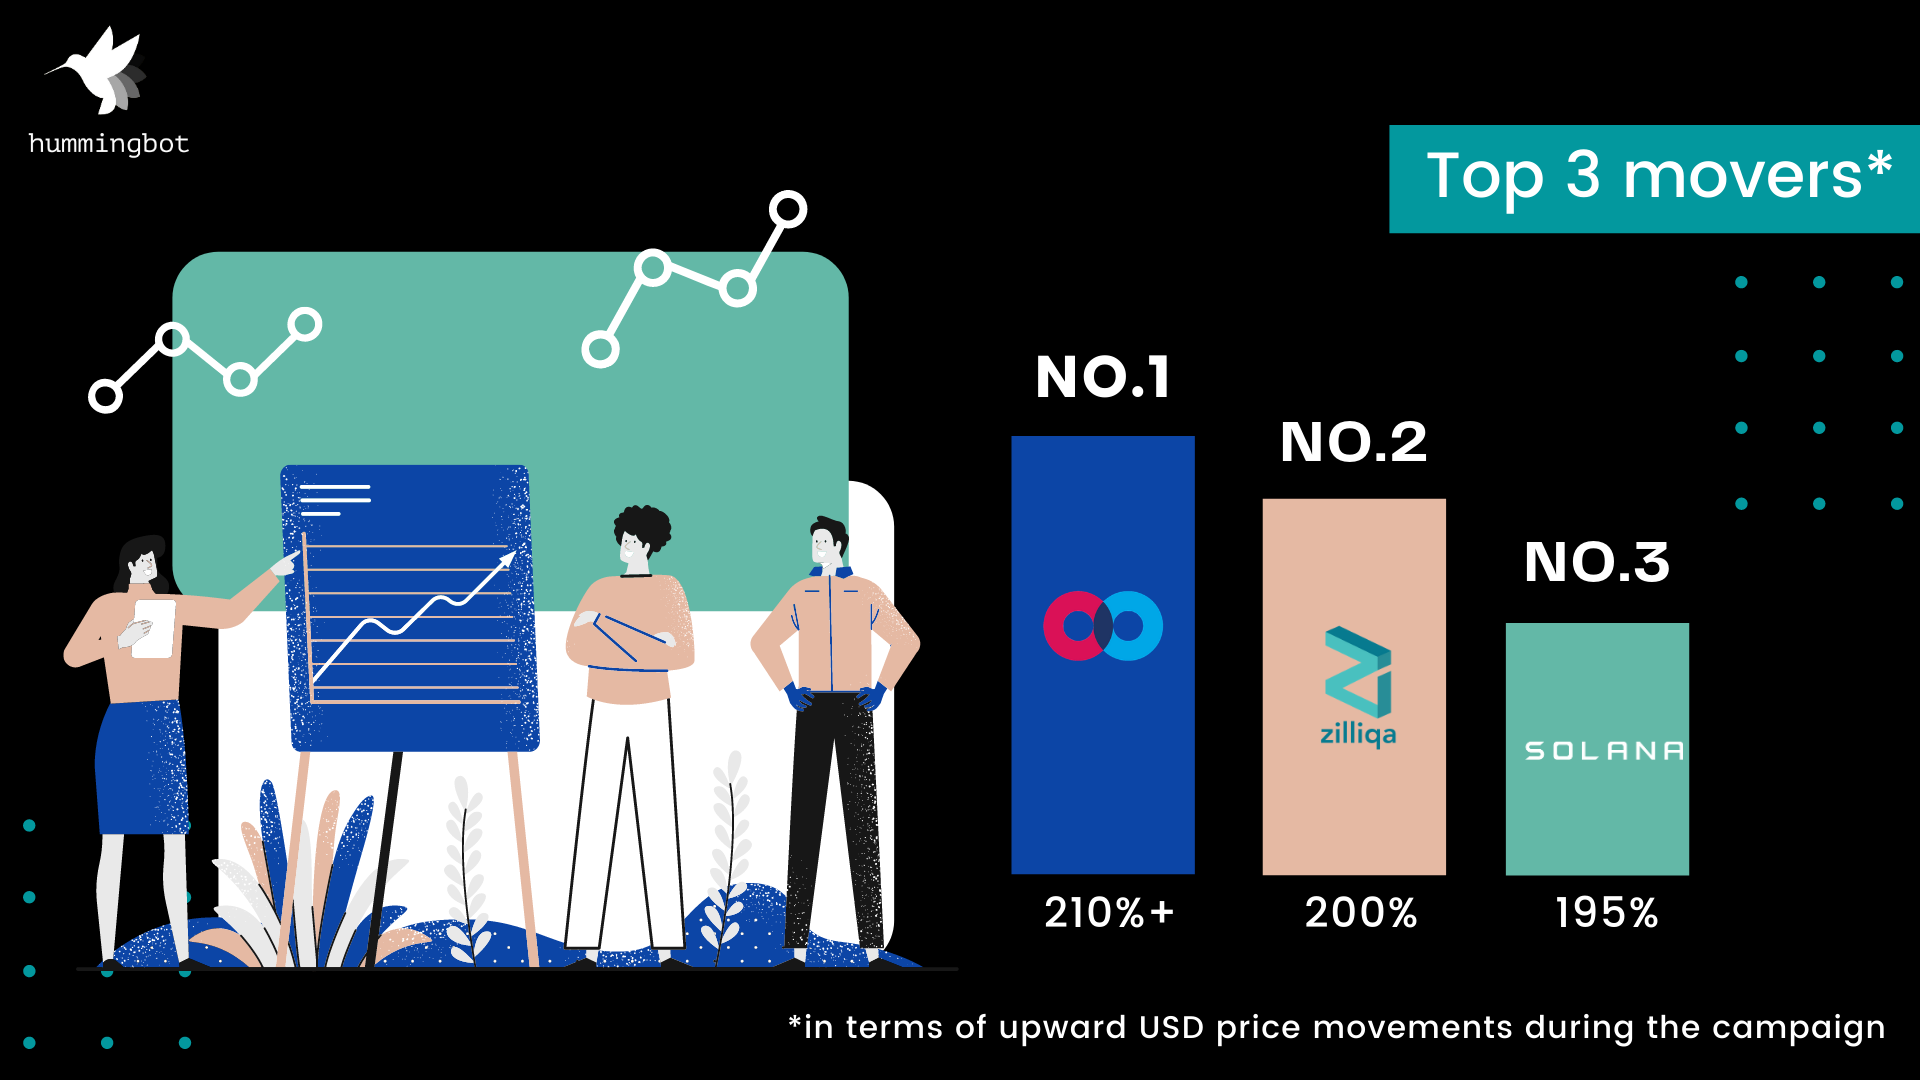 hummingbot
Top 3 movers*
NO.1
NO.2
NO.3
zilliqa
SOLANA
210%+
200%
195%
*in terms of upward USD price movements during the campaign